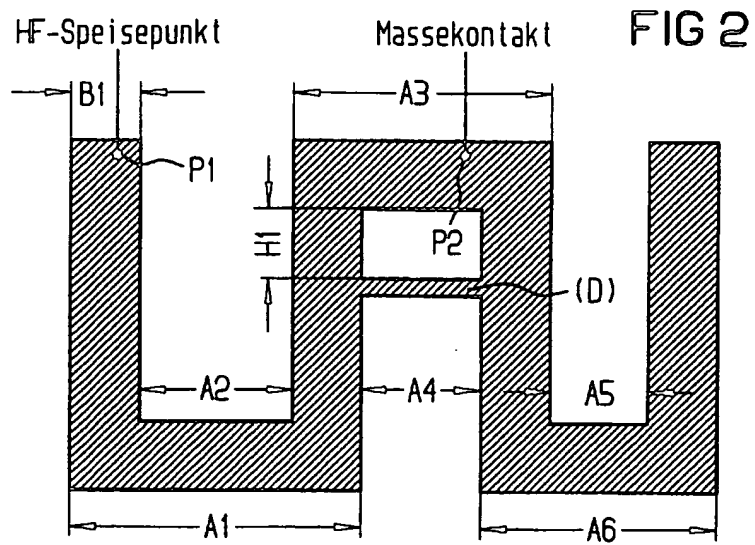 FIG 2
HF-Speisepunkt
Massekontakt
B1
A3
P1
P2
H1
(D)
A2
A4
A5
A1
A6